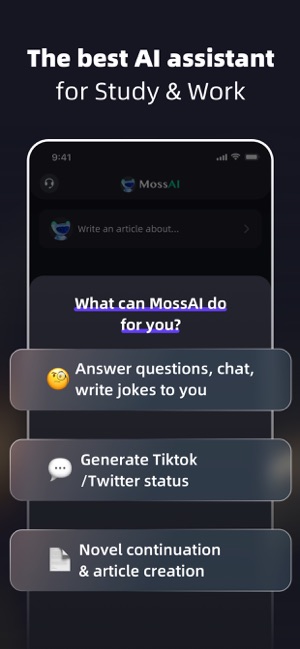 The best AI assistant
for Study & Work
9:41
MossAI
Write an article about...
What can MossAI do
for you?
Answer questions, chat,
write jokes to you
Generate Tiktok
/Twitter status
Novel continuation
& article creation